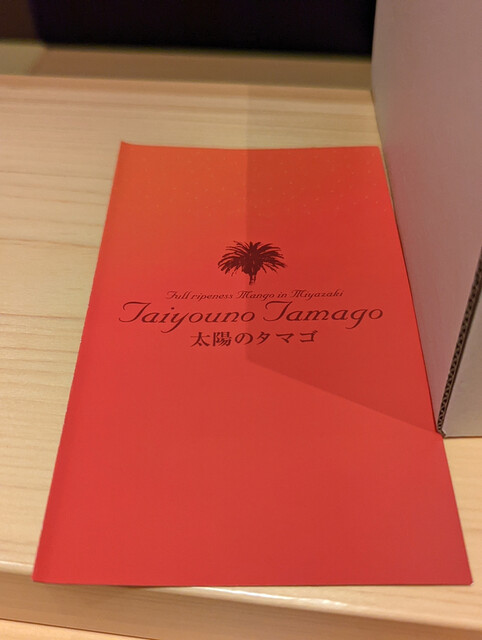 Full ripeness Mango in Miyazaki
Taiyouno Tamago
太陽のタマゴ